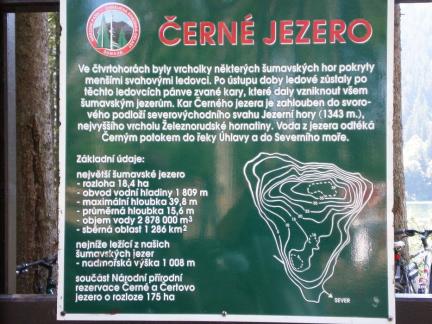 ČERNÉ JEZERO
Ve čtvrtohorách byly vrcholky některých šumavských hor pokryty
menšími svahovými ledovci. Po ústupu doby ledové zůstaly po
těchto ledovcích pánve zvané kary, které daly vzniknout všem
šumavským jezerům. Kar Černého jezera je zahlouben do svoro-
vého podloží severovýchodního svahu Jezerní hory (1343 m.),
nejvyššího vrcholu Železnorudské hornatiny. Voda z jezera odtéká
Černým potokem do řeky Úhlavy a do Severního moře.
Základní údaje:
největší šumavské jezero
- rozloha 18,4 ha
- obvod vodní hladiny 1 809 m
- maximální hloubka 39,8 m
- průměrná hloubka 15,6 m
- objem vody 2 878 000 m3
- sběrná oblast 1 286 km2
nejníže ležící z našich
šumavských jezer
- nadmořská výška 1 008 m
součást Národní přírodní
rezervace Černé a Čertovo
jezero o rozloze 175 ha
SEVER